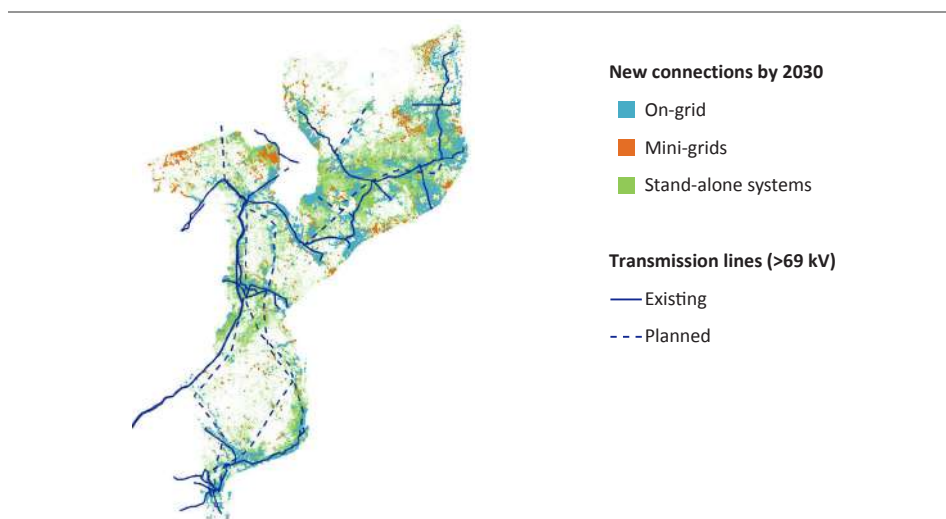 New connections by 2030
On-grid
Mini-grids
Stand-alone systems
Transmission lines (>69 kV)
Existing
Planned